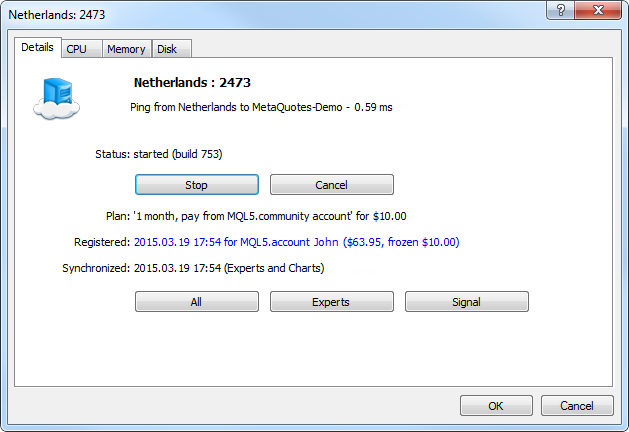 Netherlands: 2473
Details CPU Memory Disk
Netherlands : 2473
Ping from Netherlands to MetaQuotes-Demo - 0.59 ms
Status: started (build 753)
Stop Cancel
Plan: '1 month, pay from MQL5.community account' for $10.00
Registered: 2015.03.19 17:54 for MQL5.account John ($63.95, frozen $10.00)
Synchronized: 2015.03.19 17:54 (Experts and Charts)
All Experts Signal
OK Cancel